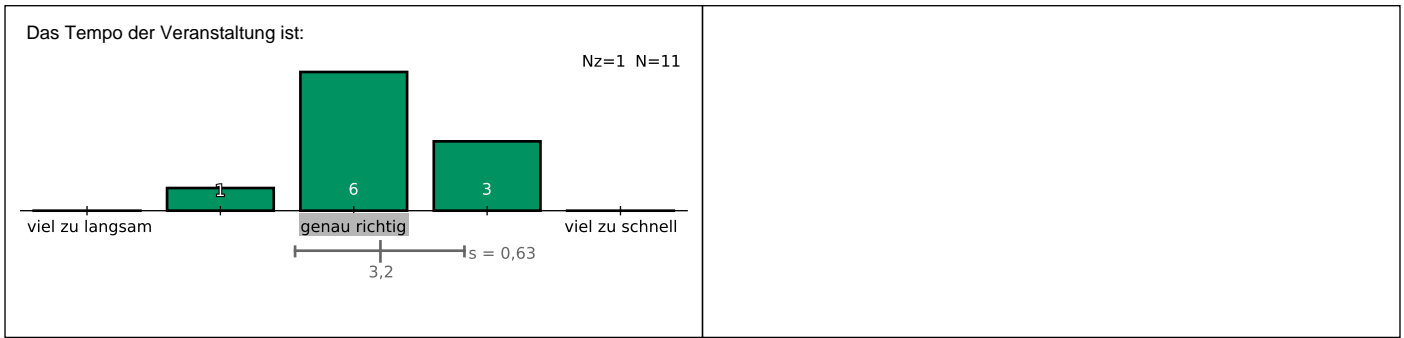 Das Tempo der Veranstaltung ist:
Nz=1 N=11
1 6 3
viel zu langsam genau richtig viel zu schnell
s = 0,63
3,2